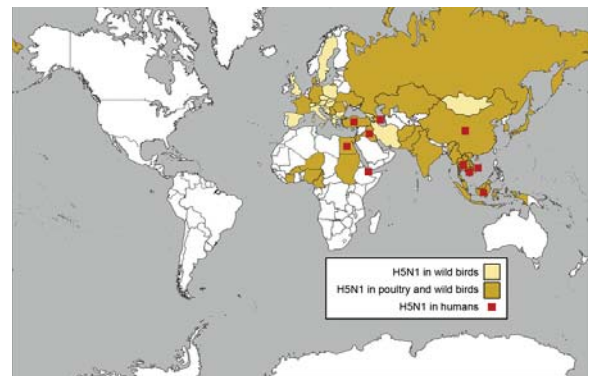 H5N1 in wild birds
H5N1 in poultry and wild birds
H5N1 in humans